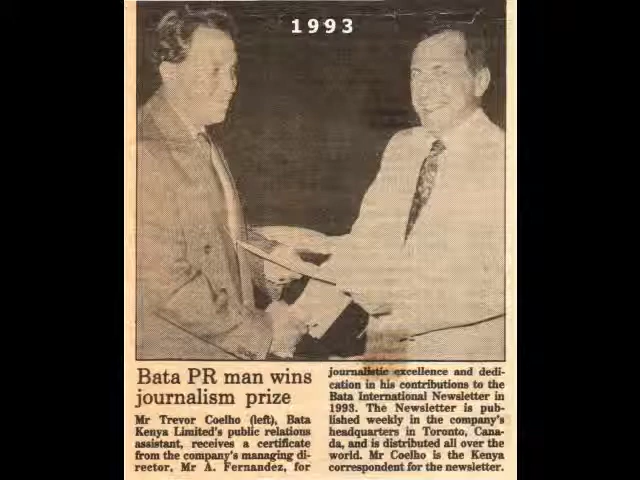 1993
Bata PR man wins
journalism prize
Mr Trevor Coelho (left), Bata
Kenya Limited's public relations
assistant, receives a certificate
from the company's managing di-
rector, Mr A. Fernandez, for
journalistic excellence and dedi-
cation in his contributions to the
Bata International Newsletter in
1993. The Newsletter is pub-
lished weekly in the company's
headquarters in Toronto, Cana-
da, and is distributed all over the
world. Mr Coelho is the Kenya
correspondent for the newsletter.